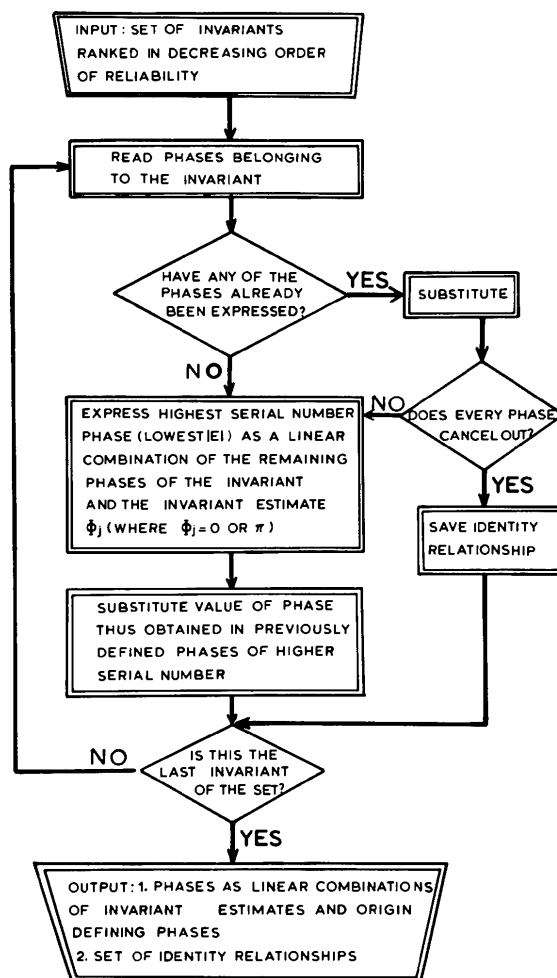 INPUT: SET OF INVARIANTS
RANKED IN DECREASING ORDER
OF RELIABILITY
READ PHASES BELONGING
TO THE INVARIANT
HAVE ANY OF THE
PHASES ALREADY
BEEN EXPRESSED?
YES
SUBSTITUTE
NO
DOES EVERY PHASE
CANCEL OUT?
NO
YES
SAVE IDENTITY
RELATIONSHIP
EXPRESS HIGHEST SERIAL NUMBER
PHASE (LOWEST |E|) AS A LINEAR
COMBINATION OF THE REMAINING
PHASES OF THE INVARIANT
AND THE INVARIANT ESTIMATE
Φj (WHERE Φj=0 OR π)
SUBSTITUTE VALUE OF PHASE
THUS OBTAINED IN PREVIOUSLY
DEFINED PHASES OF HIGHER
SERIAL NUMBER
NO
IS THIS THE
LAST INVARIANT
OF THE SET?
YES
OUTPUT: 1. PHASES AS LINEAR COMBINATIONS
OF INVARIANT ESTIMATES AND ORIGIN
DEFINING PHASES
2. SET OF IDENTITY RELATIONSHIPS